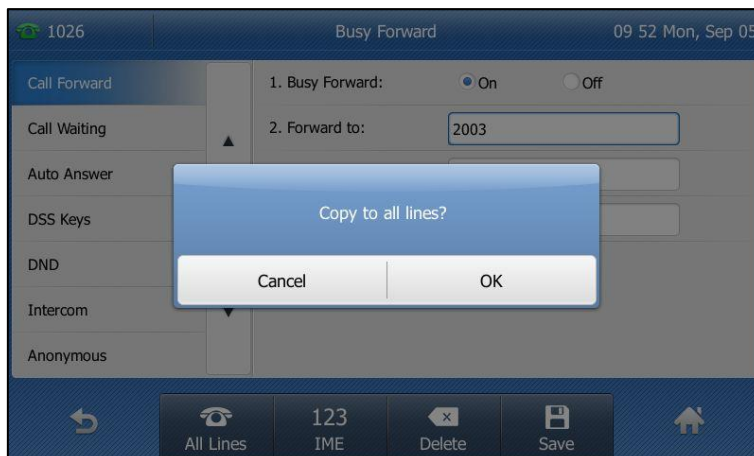 1026 Busy Forward 09 52 Mon, Sep 05
Call Forward
1. Busy Forward: On Off
Call Waiting
2. Forward to: 2003
Auto Answer
DSS Keys
Copy to all lines?
DND
Cancel OK
Intercom
Anonymous
123
All Lines IME Delete Save